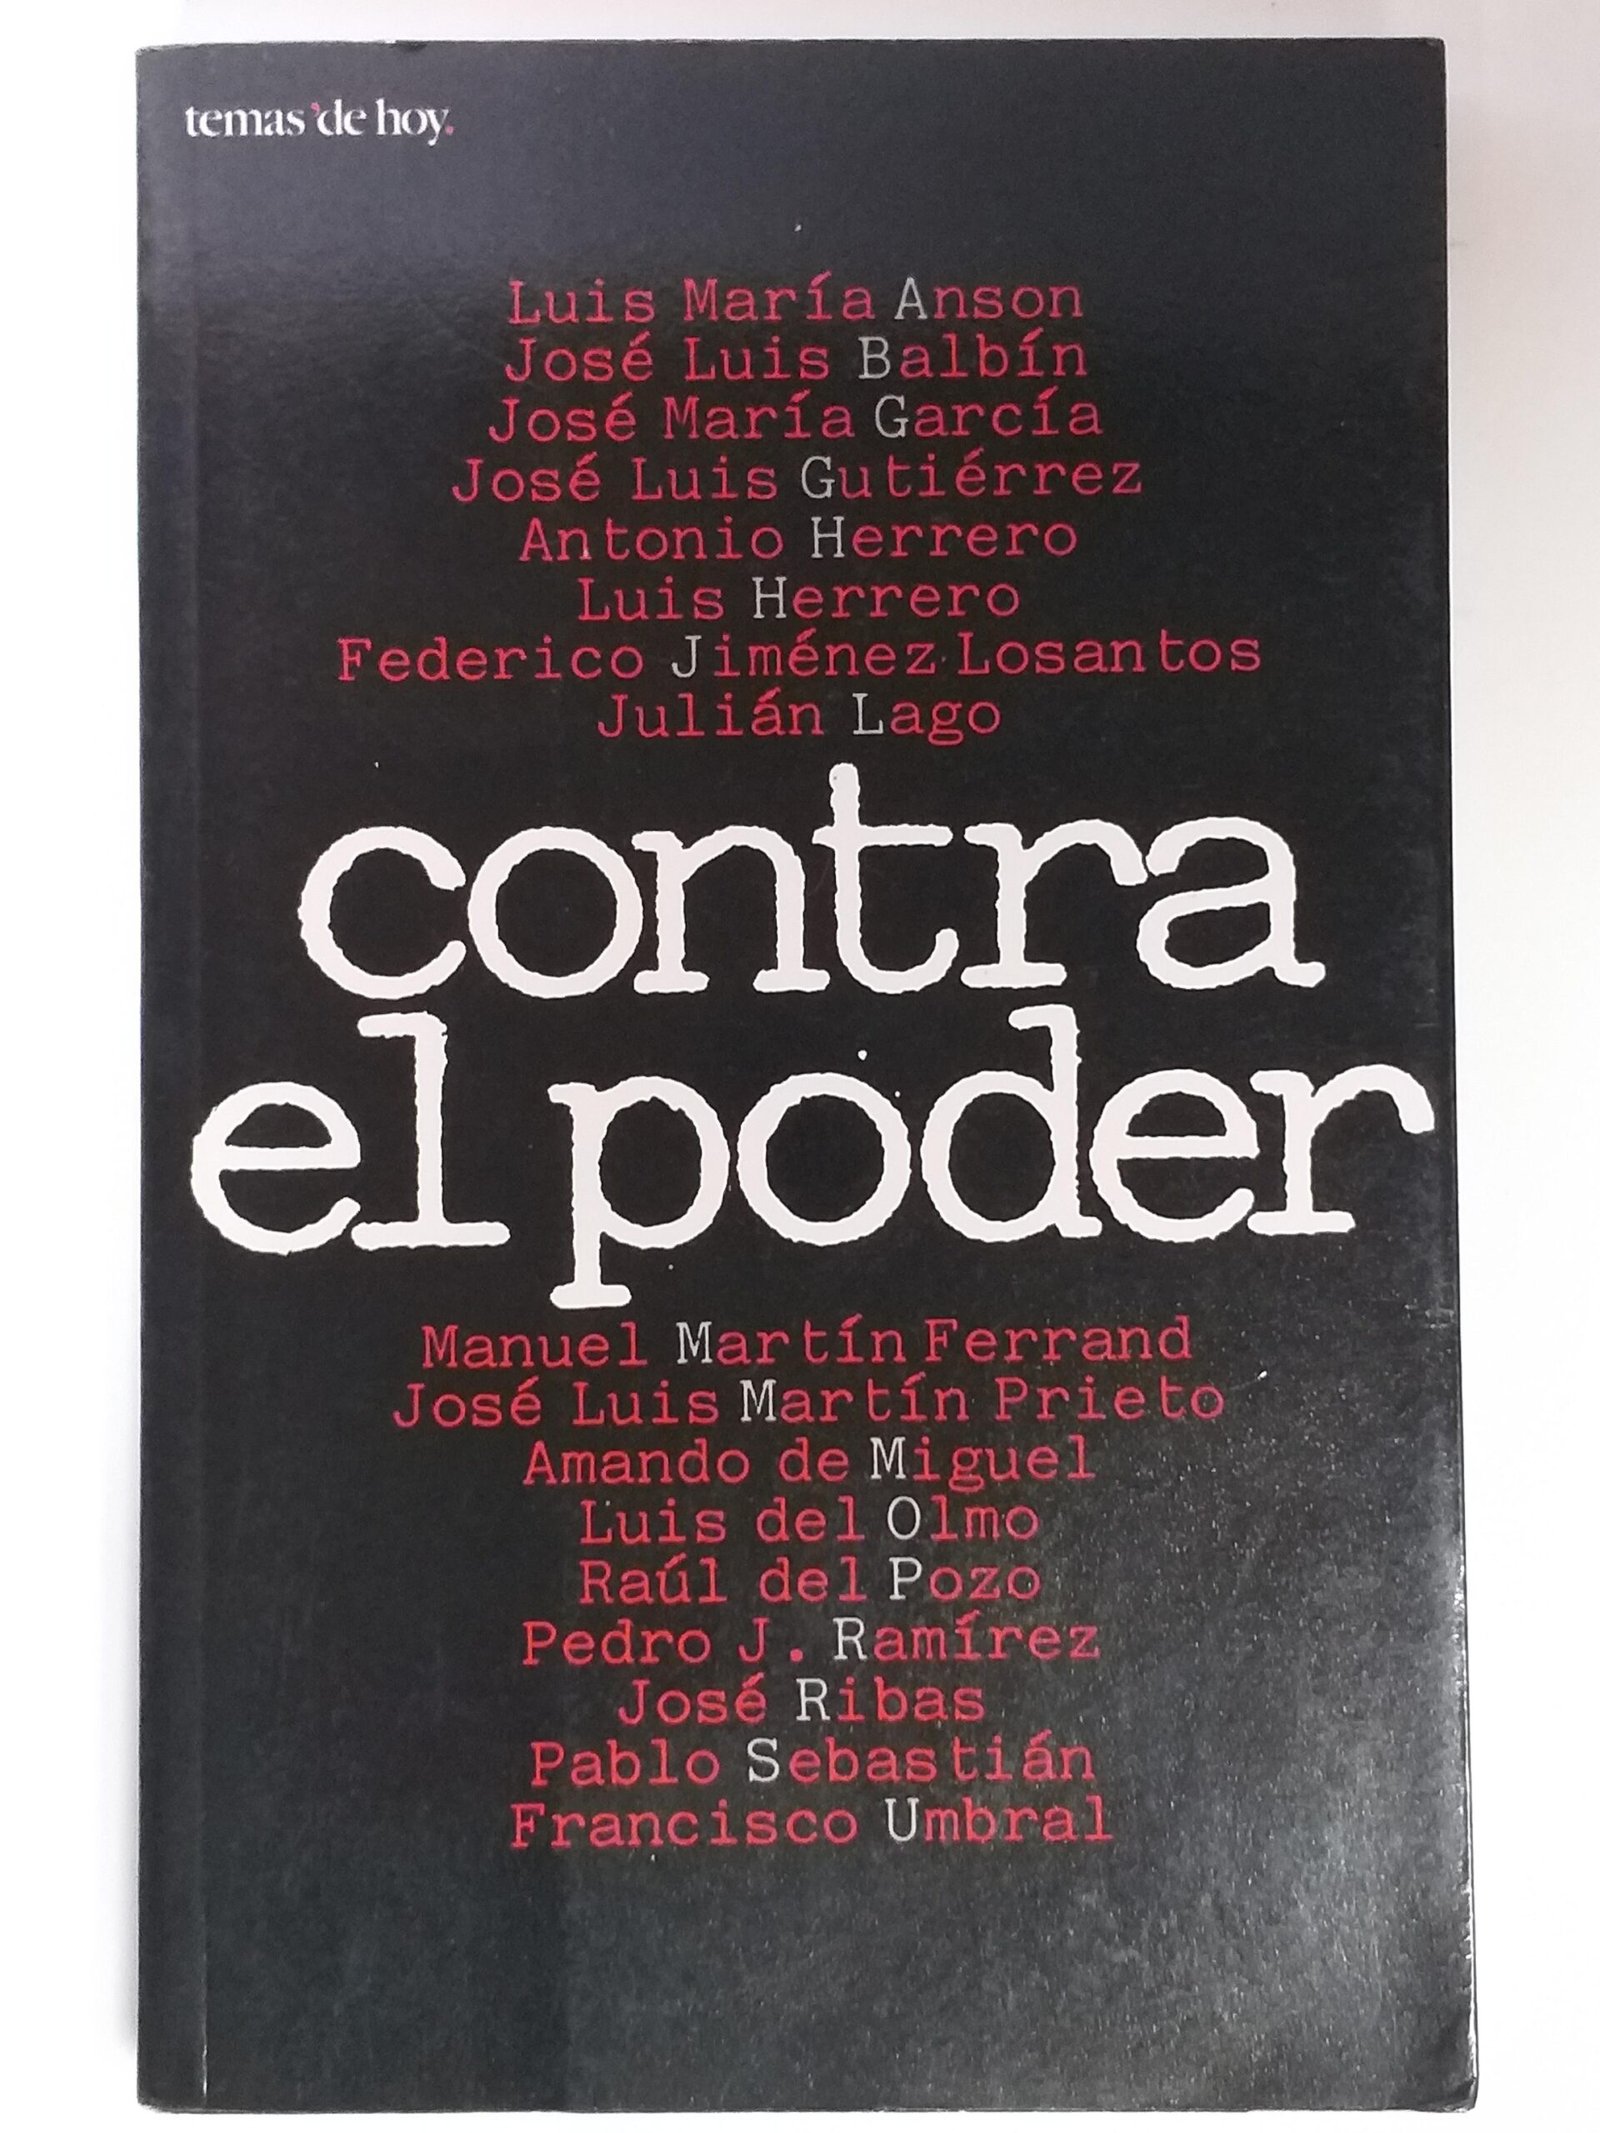 temas 'de hoy.
Luis María Anson
José Luis Balbín
José María García
José Luis Gutiérrez
Antonio Herrero
Luis Herrero
Federico Jiménez Losantos
Julián Lago
contra
el poder
Manuel Martín Ferrand
José Luis Martín Prieto
Amando de Miguel
Luis del Olmo
Raúl del Pozo
Pedro J. Ramírez
José Ribas
Pablo Sebastián
Francisco Umbral